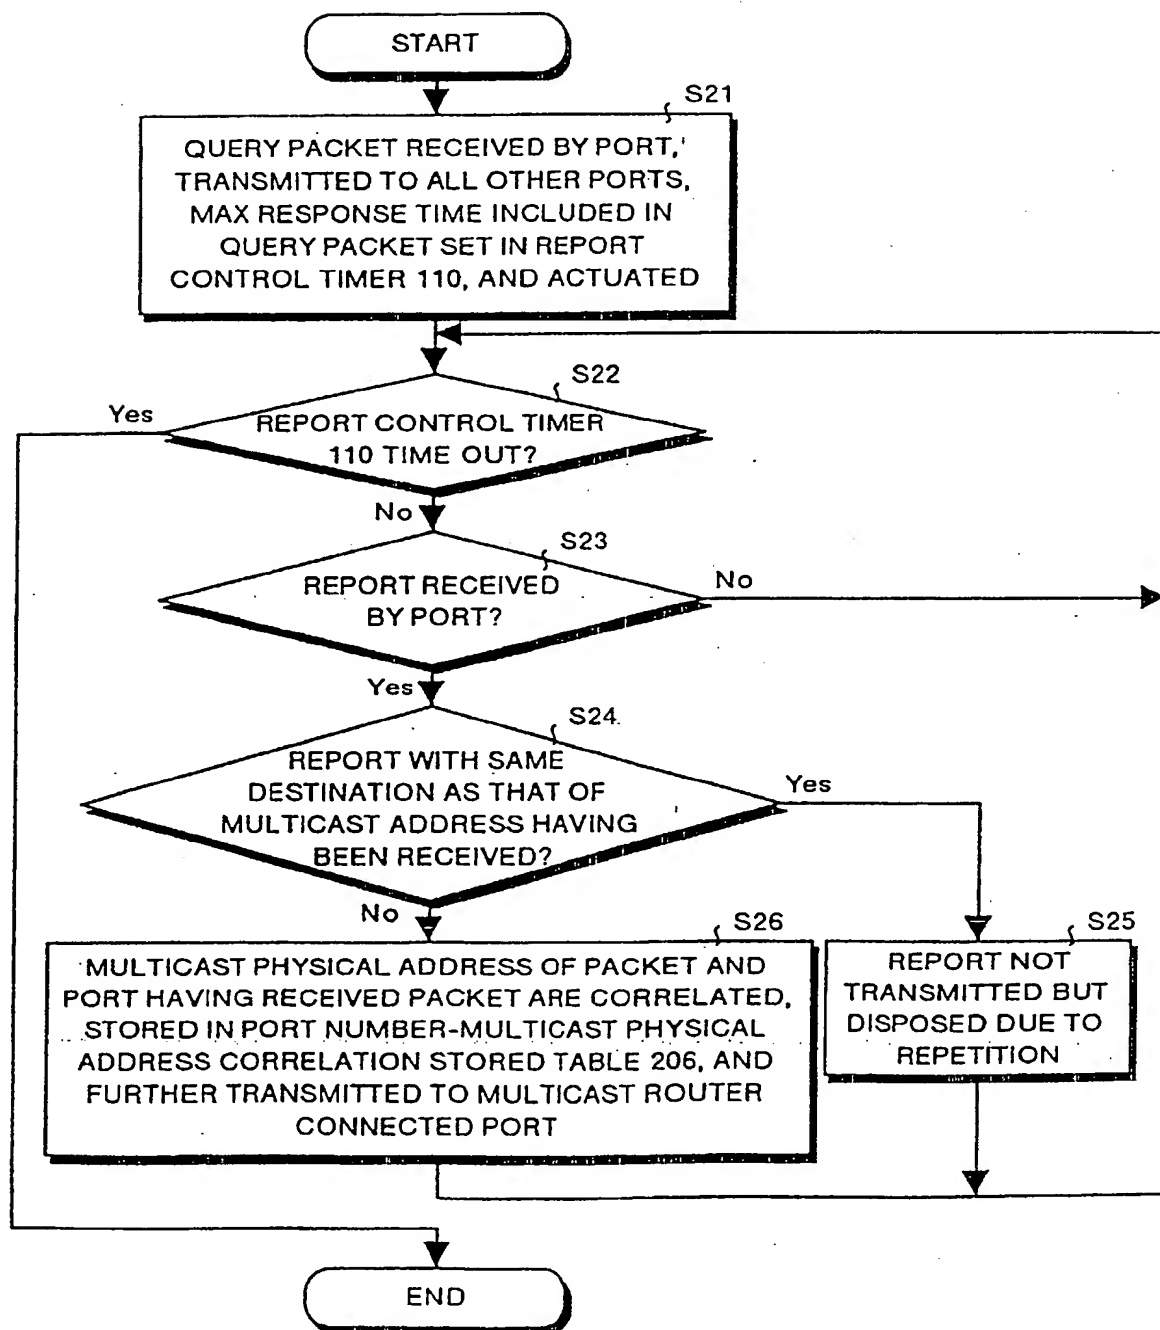 START
S21
QUERY PACKET RECEIVED BY PORT,
TRANSMITTED TO ALL OTHER PORTS,
MAX RESPONSE TIME INCLUDED IN
QUERY PACKET SET IN REPORT
CONTROL TIMER 110, AND ACTUATED
S22
Yes
REPORT CONTROL TIMER
110 TIME OUT?
No
S23
REPORT RECEIVED
BY PORT?
No
Yes
S24
REPORT WITH SAME
DESTINATION AS THAT OF
MULTICAST ADDRESS HAVING
BEEN RECEIVED?
Yes
No
S26
MULTICAST PHYSICAL ADDRESS OF PACKET AND
PORT HAVING RECEIVED PACKET ARE CORRELATED,
STORED IN PORT NUMBER-MULTICAST PHYSICAL
ADDRESS CORRELATION STORED TABLE 206, AND
FURTHER TRANSMITTED TO MULTICAST ROUTER
CONNECTED PORT
S25
REPORT NOT
TRANSMITTED BUT
DISPOSED DUE TO
REPETITION
END